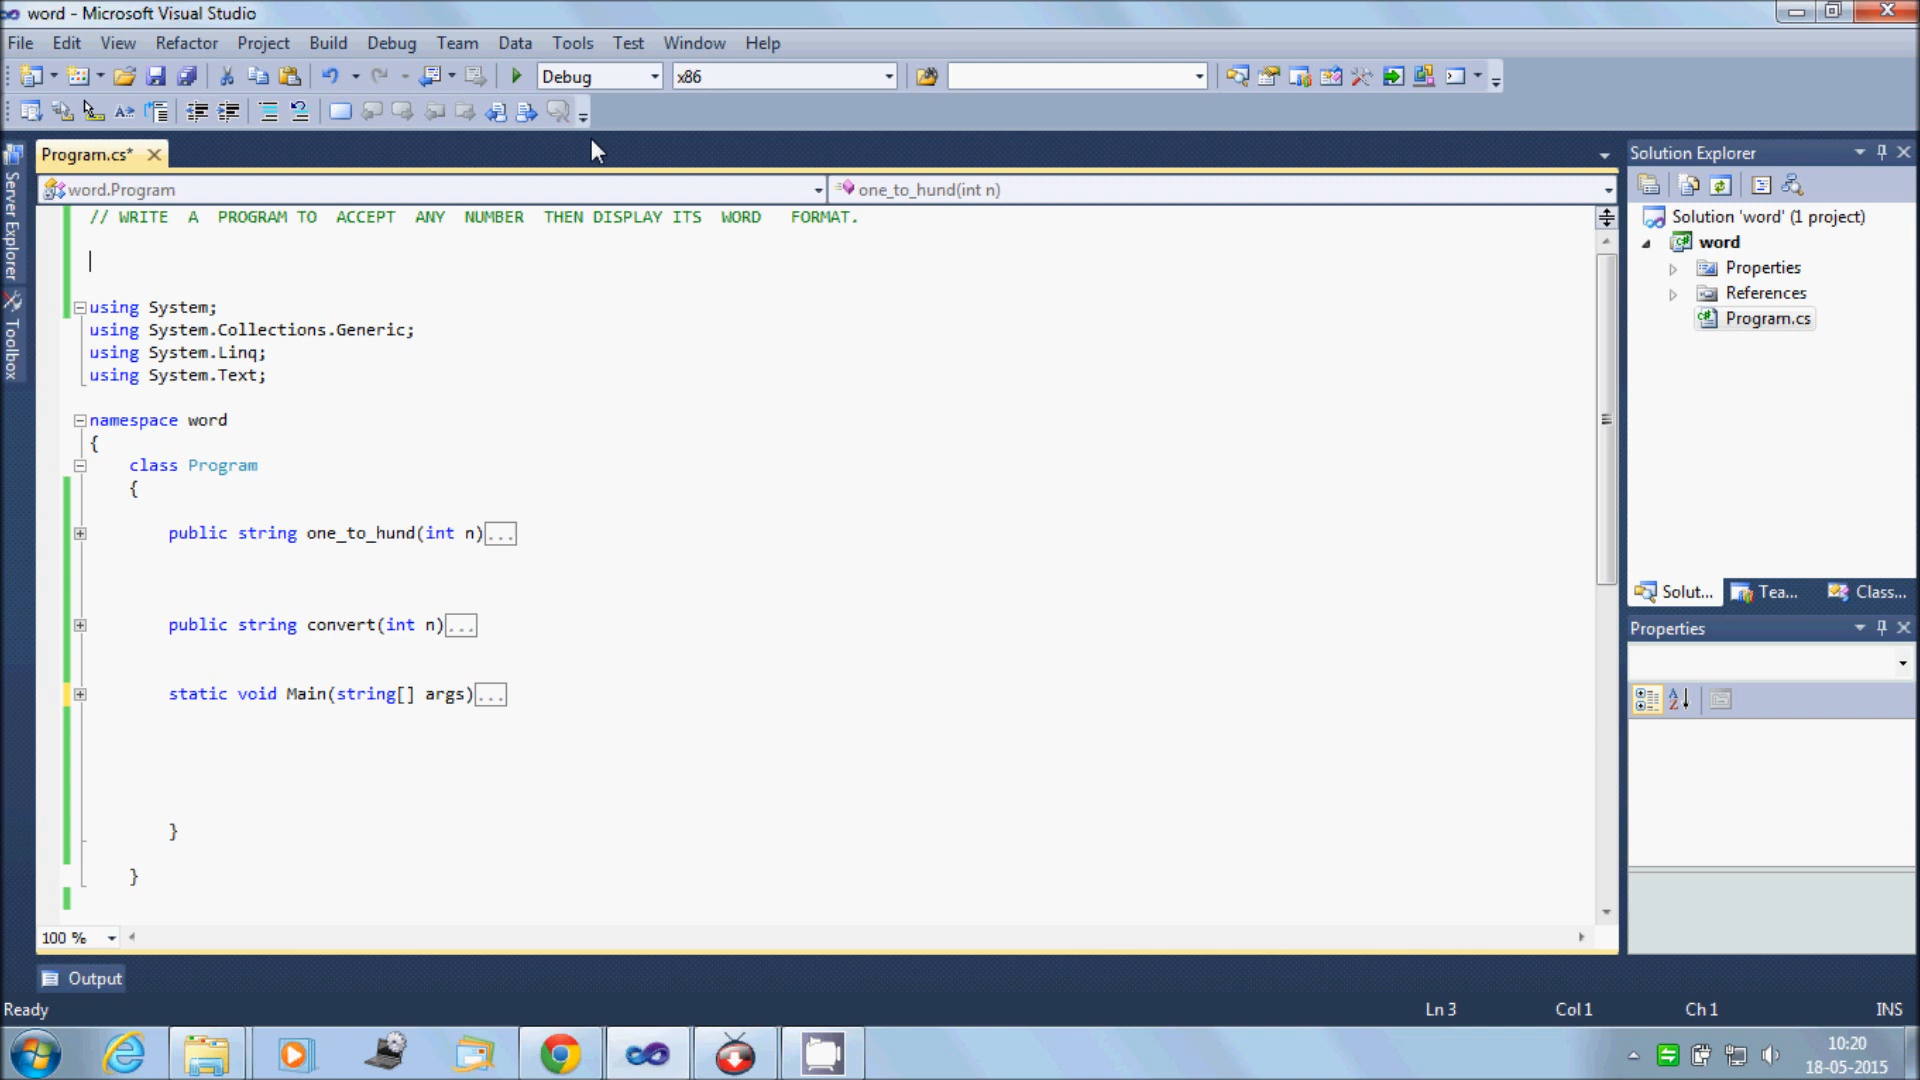 word - Microsoft Visual Studio
File Edit View Refactor Project Build Debug Team Data Tools Test Window Help
Debug x86
Program.cs*
word.Program
one_to_hund(int n)
Server Explorer
Toolbox
// WRITE A PROGRAM TO ACCEPT ANY NUMBER THEN DISPLAY ITS WORD FORMAT.
using System;
using System.Collections.Generic;
using System.Linq;
using System.Text;
namespace word
{
class Program
{
public string one_to_hund(int n)...
public string convert(int n)...
static void Main(string[] args)...
}
}
100 %
Solution Explorer
Solution 'word' (1 project)
word
Properties
References
Program.cs
Solut... Tea... Class...
Properties
Output
Ready
Ln 3 Col 1 Ch 1 INS
10:20
18-05-2015